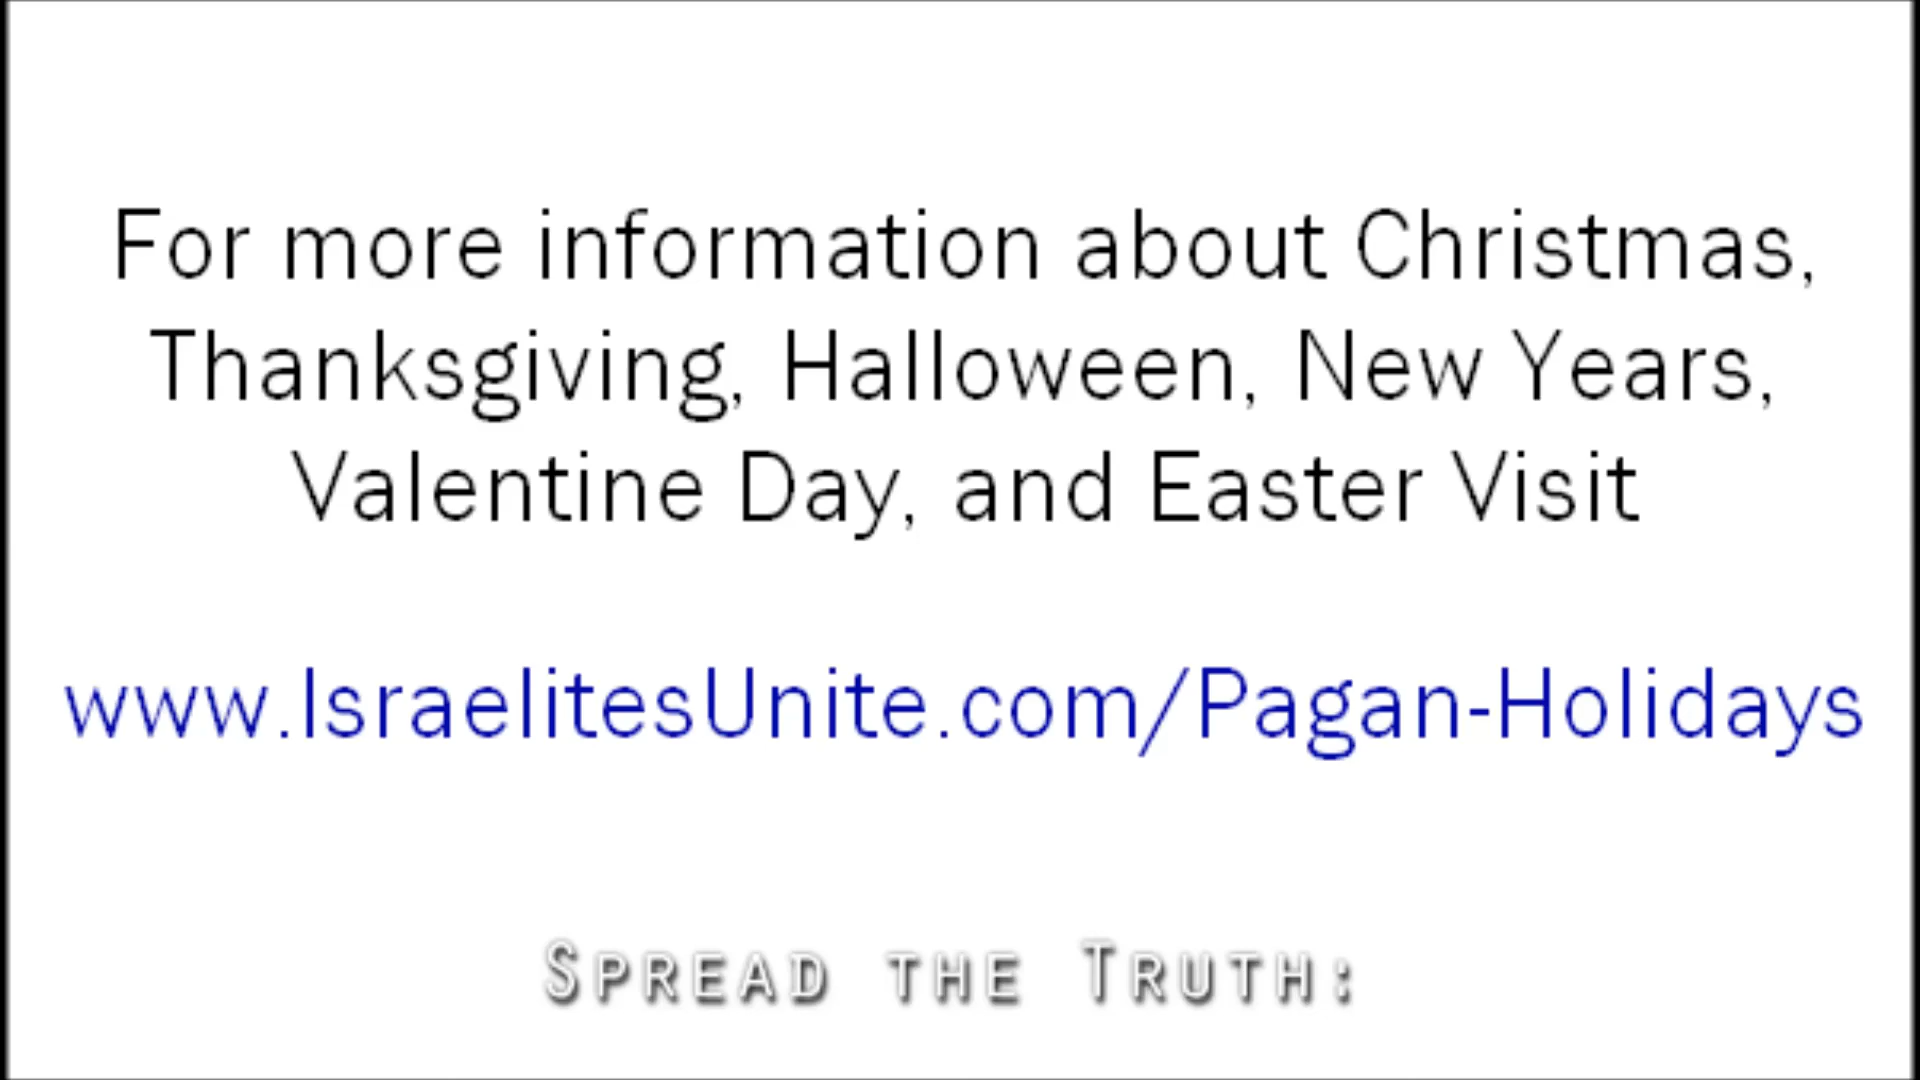 For more information about Christmas,
Thanksgiving, Halloween, New Years,
Valentine Day, and Easter Visit
www.IsraelitesUnite.com/Pagan-Holidays
Spread the Truth: